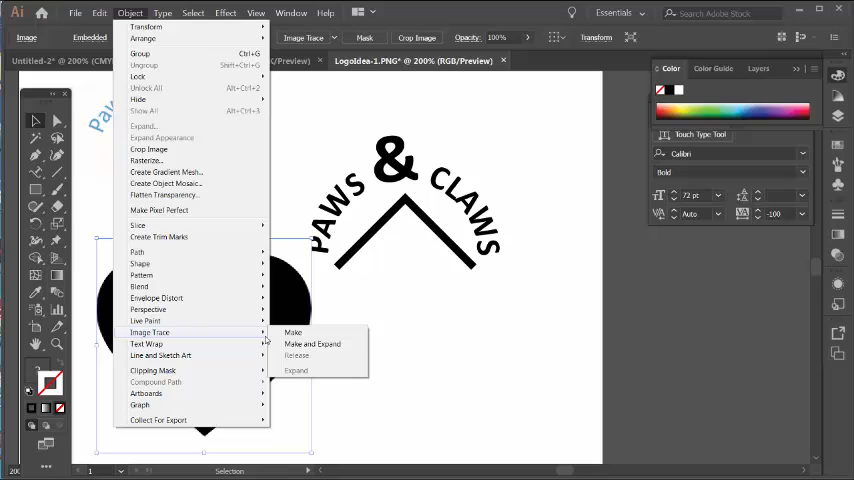 Ai File Edit Object Type Select Effect View Window Help Essentials Search Adobe Stock
Image Embedded Image Trace Mask Crop Image Opacity: 100% Transform
Untitled-2* @ 200% (CMY /Preview) LogoIdea-1.PNG* @ 200% (RGB/Preview)
Transform
Arrange
Group Ctrl+G
Ungroup Shift+Ctrl+G
Lock
Unlock All Alt+Ctrl+2
Hide
Show All Alt+Ctrl+3
Expand...
Expand Appearance
Crop Image
Rasterize...
Create Gradient Mesh...
Create Object Mosaic...
Flatten Transparency...
Make Pixel Perfect
Slice
Create Trim Marks
Path
Shape
Pattern
Blend
Envelope Distort
Perspective
Live Paint
Image Trace
Text Wrap
Line and Sketch Art
Clipping Mask
Compound Path
Artboards
Graph
Collect For Export
Make
Make and Expand
Release
Expand
Paw
PAWS & CLAWS
Color Color Guide Layers
Touch Type Tool
Calibri
Bold
72 pt
Auto -100
200 1 Selection